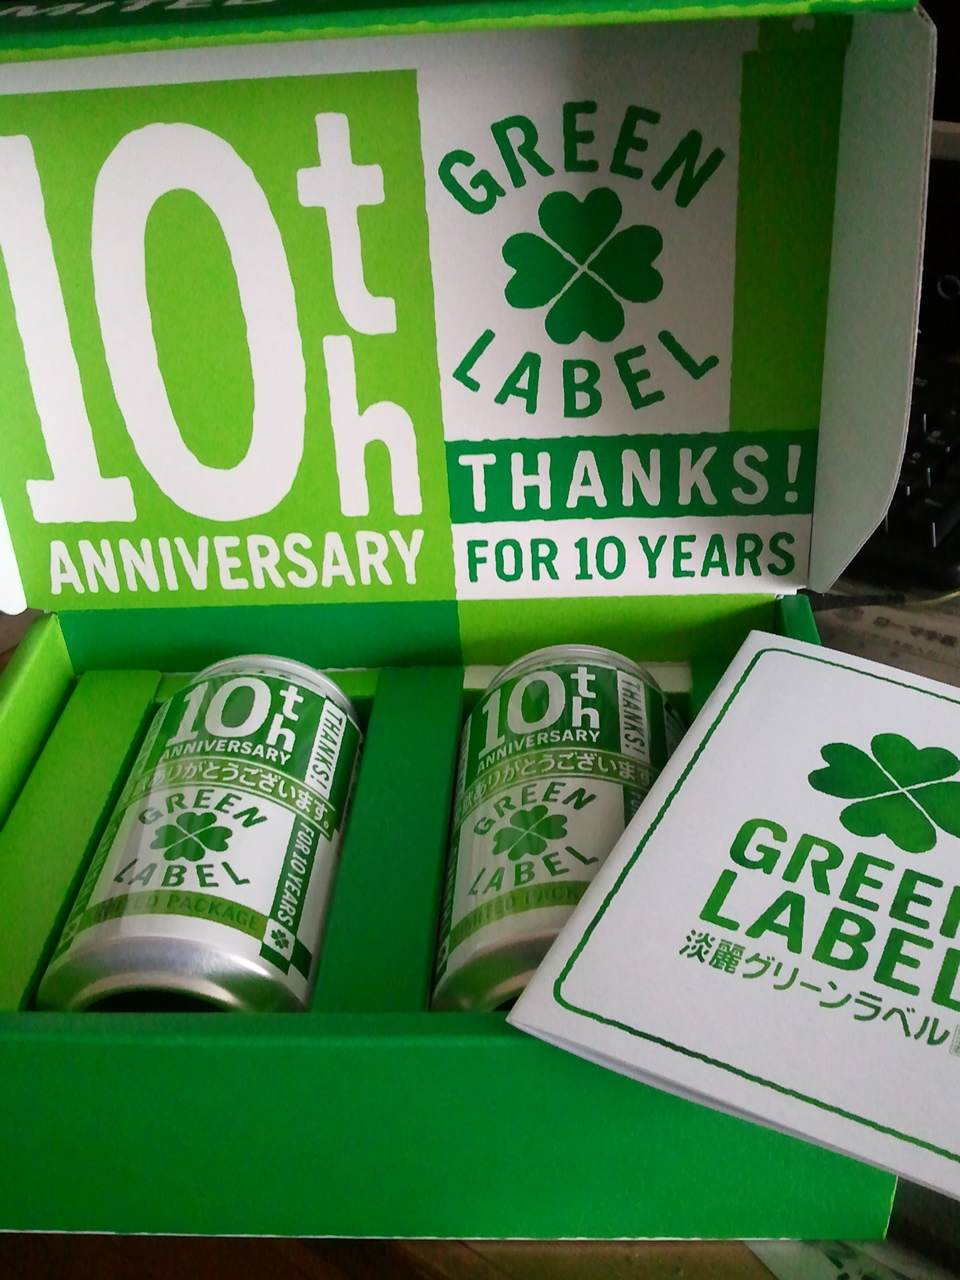 10th
ANNIVERSARY
GREEN
LABEL
THANKS!
FOR 10 YEARS
10th
ANNIVERSARY
THANKS!
ありがとうございます。
GREEN
LABEL
FOR 10 YEARS
PACKAGE
10th
ANNIVERSARY
THANKS!
ありがとうございます
GREEN
LABEL
GREEN
LABEL
淡麗グリーンラベル